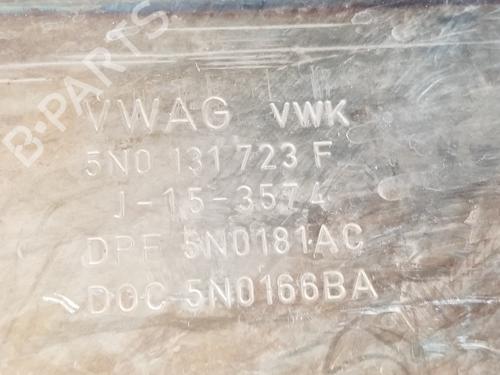 B-PARTS
VWAG VWK
5N0 131 723 F
J-15-3574
DPF 5N0181AC
DOC 5N0166BA